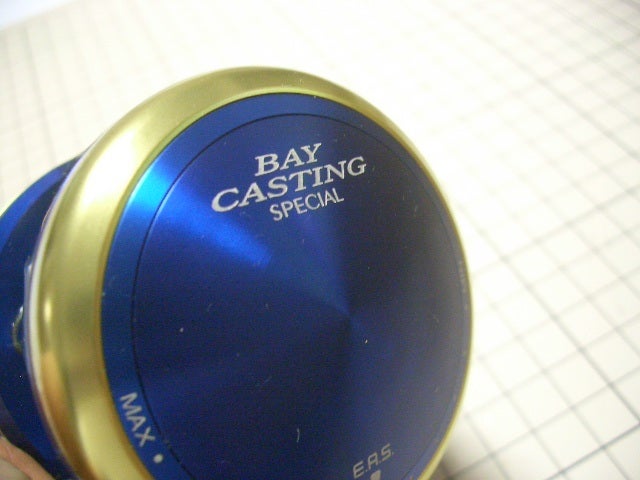 BAY
CASTING
SPECIAL
MAX
E.A.S.